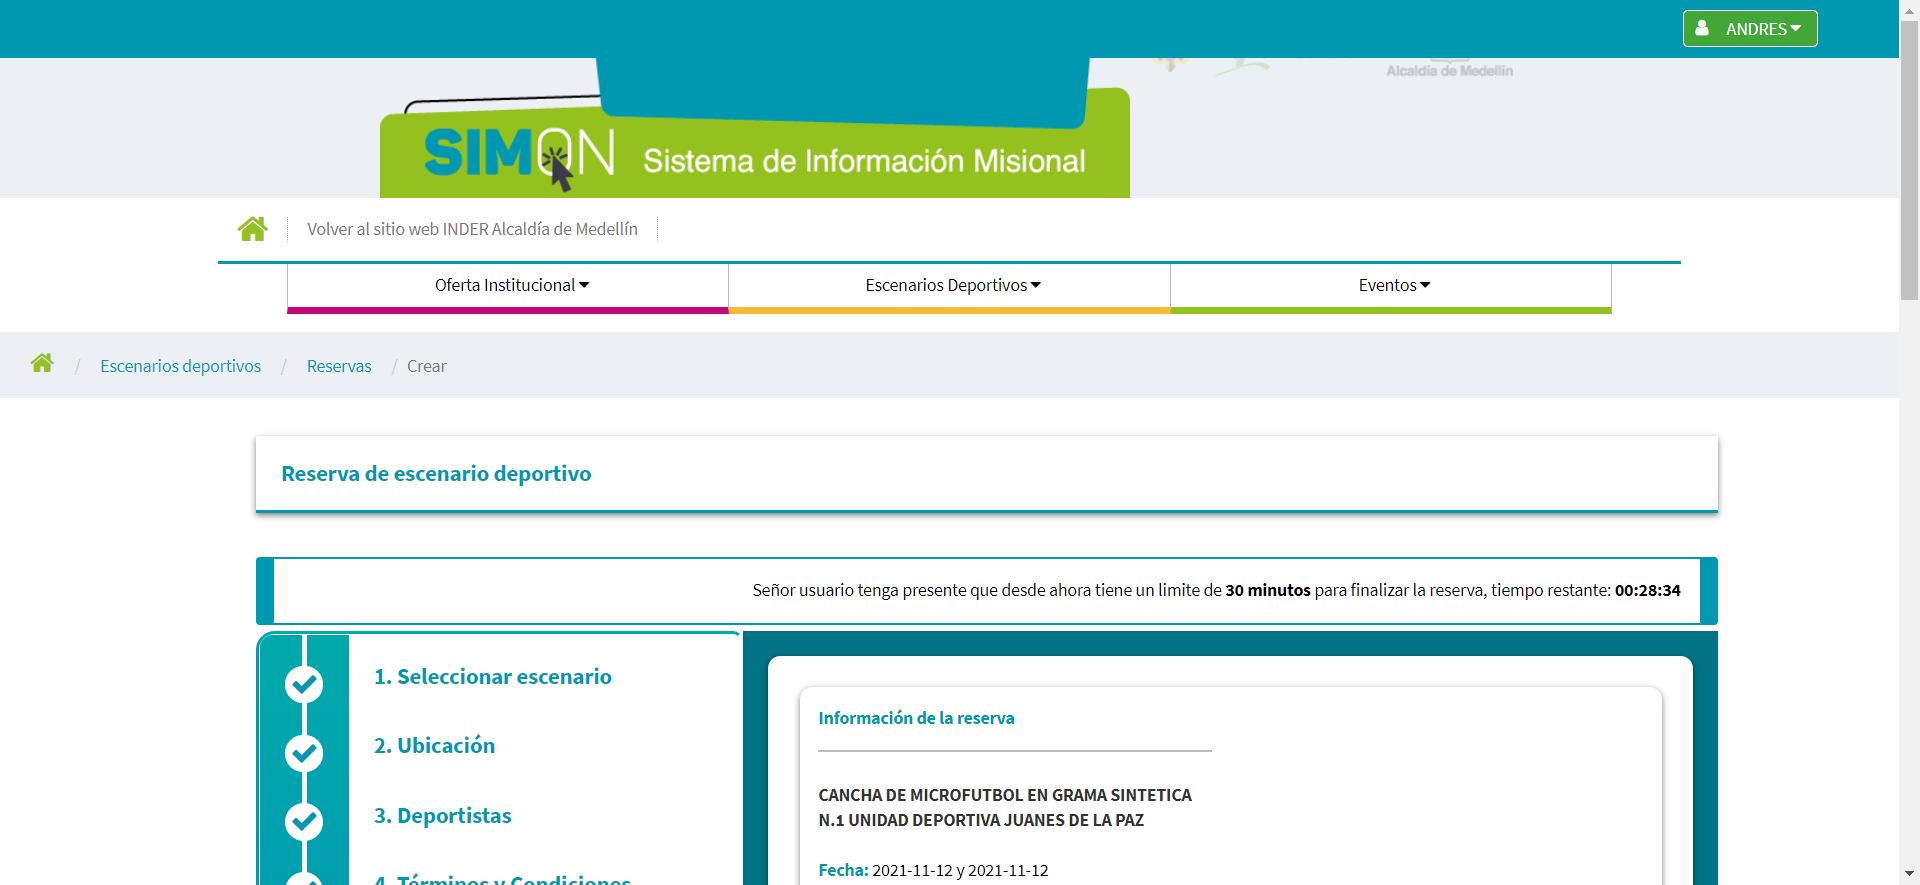 ANDRES
Alcaldía de Medellín
SIMON Sistema de Información Misional
Volver al sitio web INDER Alcaldía de Medellín
Oferta Institucional Escenarios Deportivos Eventos
/ Escenarios deportivos / Reservas / Crear
Reserva de escenario deportivo
Señor usuario tenga presente que desde ahora tiene un limite de 30 minutos para finalizar la reserva, tiempo restante: 00:28:34
1. Seleccionar escenario
2. Ubicación
3. Deportistas
4. Términos y Condiciones
Información de la reserva
CANCHA DE MICROFUTBOL EN GRAMA SINTETICA
N.1 UNIDAD DEPORTIVA JUANES DE LA PAZ
Fecha: 2021-11-12 y 2021-11-12